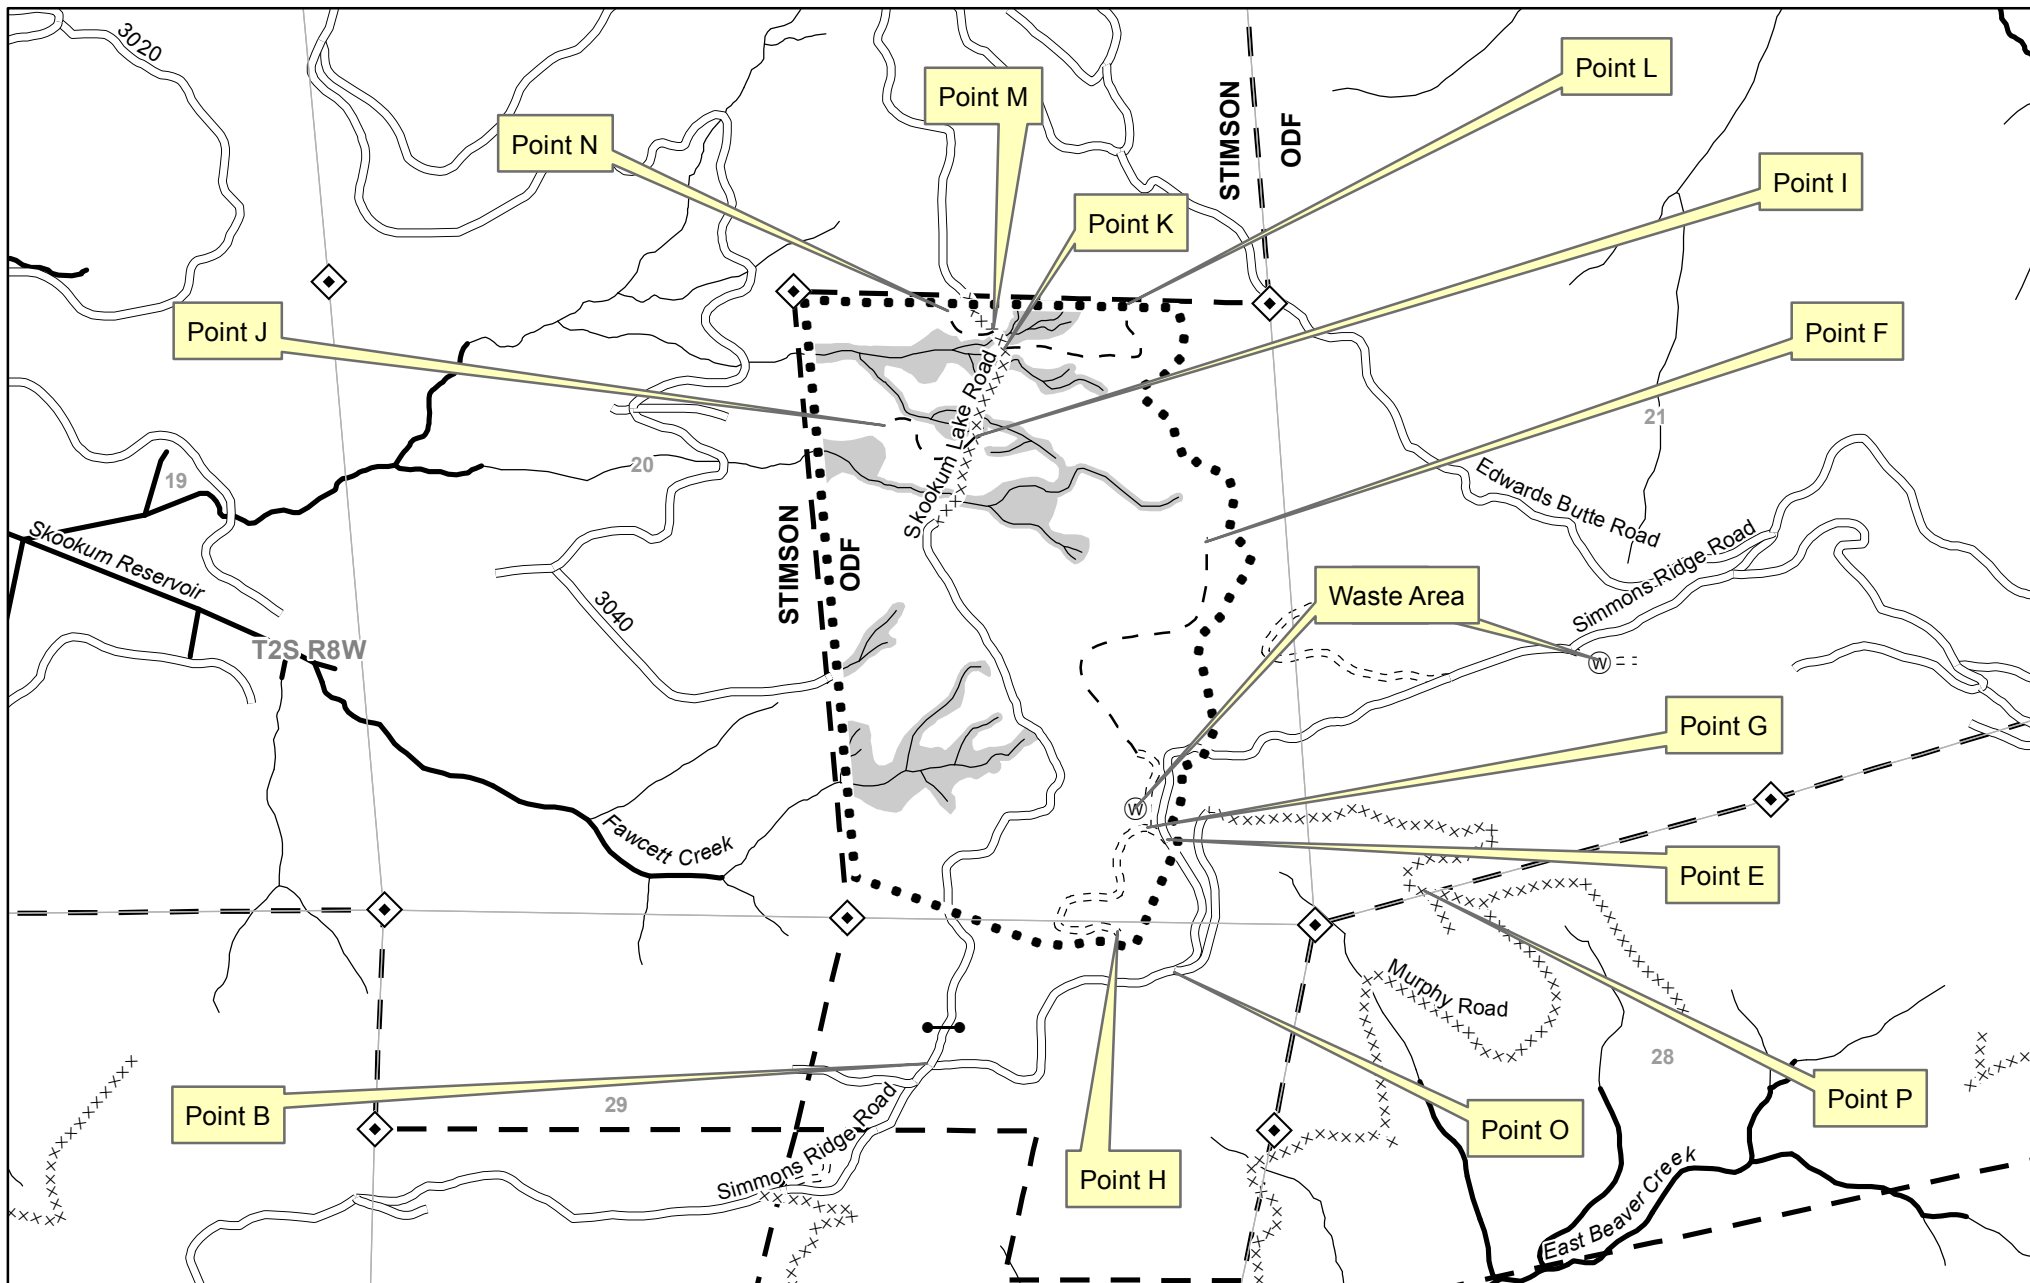 3020
Point L
Point M
STIMSON
ODF
Point N
Point I
Point K
Point J
Point F
Skookum Lake Road
21
20
19
Edwards Butte Road
Simmons Ridge Road
Skookum Reservoir
STIMSON
ODF
3040
Waste Area
T2S R8W
W
Point G
W
Fawcett Creek
Point E
Murphy Road
28
Point B
29
Simmons Ridge Road
Point P
Point O
Point H
East Beaver Creek